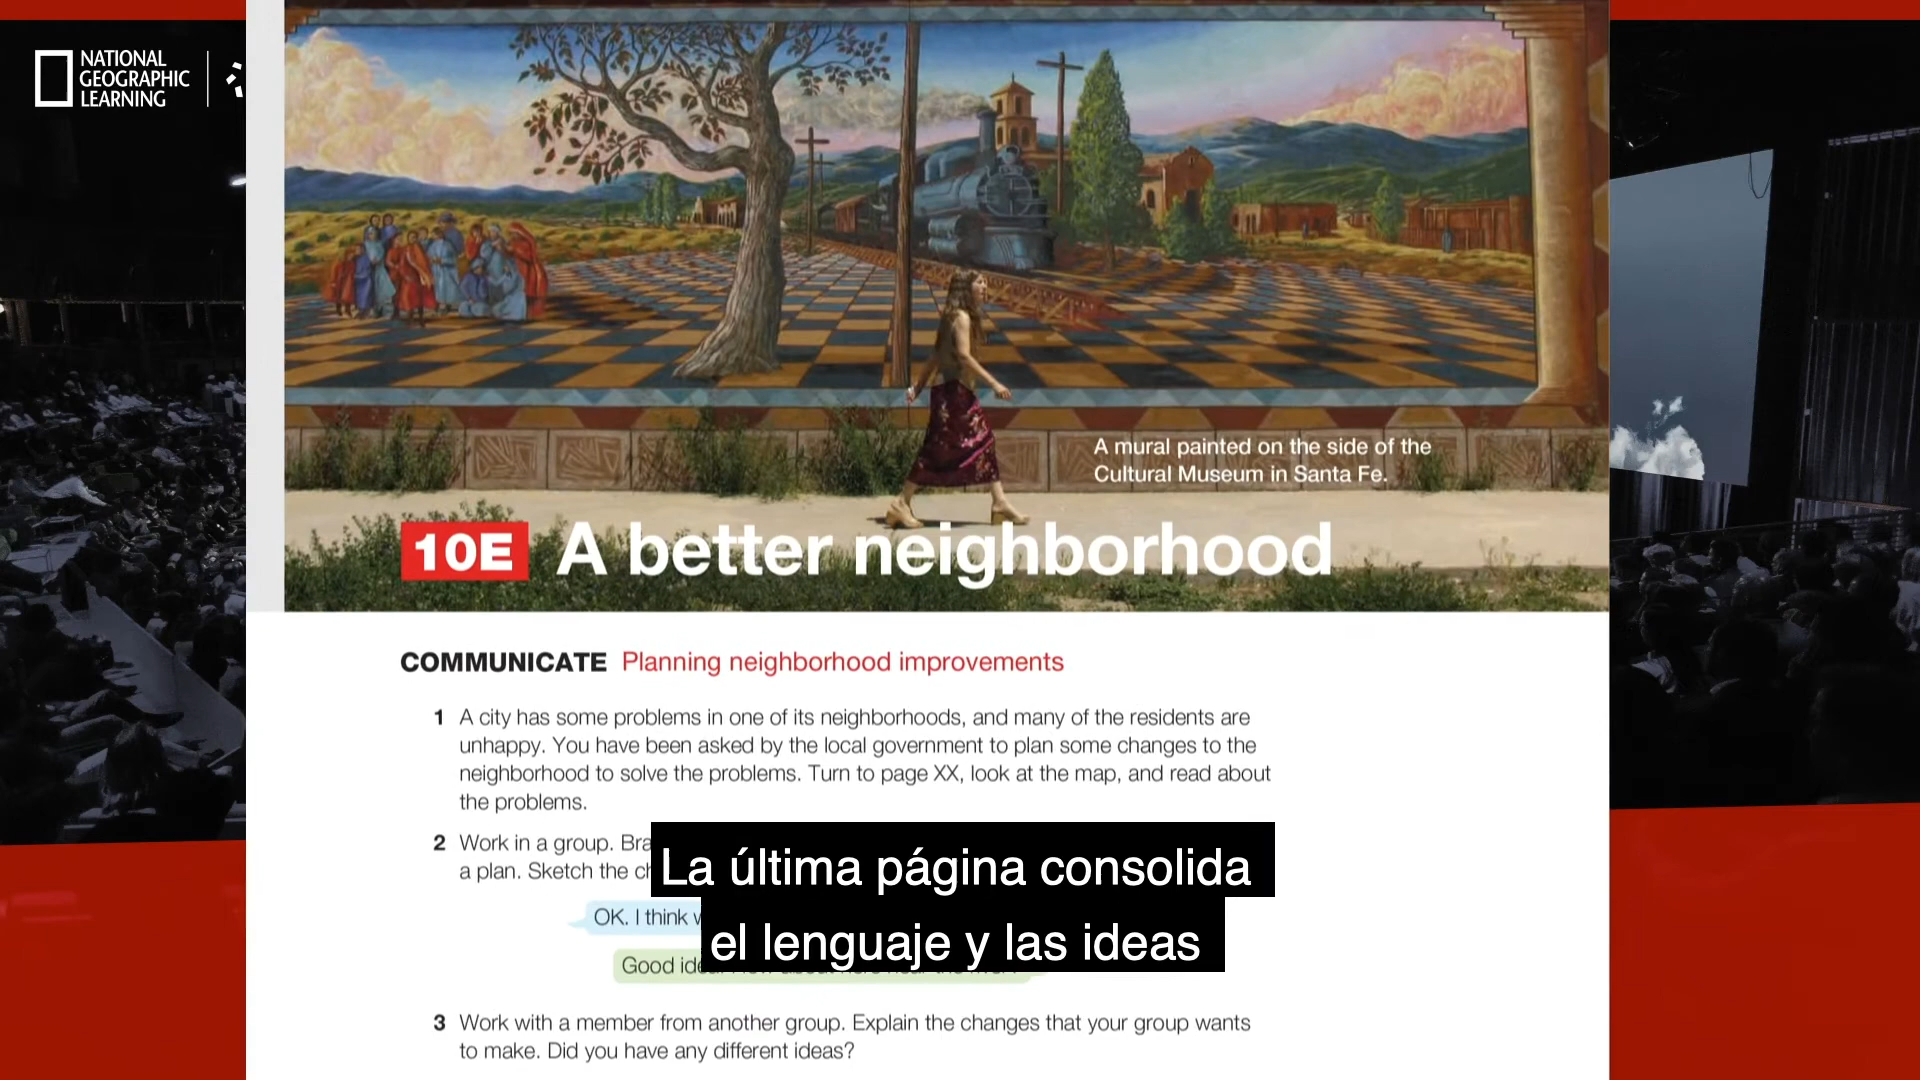 NATIONAL
GEOGRAPHIC
LEARNING
A mural painted on the side of the
Cultural Museum in Santa Fe.
10E A better neighborhood
COMMUNICATE Planning neighborhood improvements
1 A city has some problems in one of its neighborhoods, and many of the residents are
unhappy. You have been asked by the local government to plan some changes to the
neighborhood to solve the problems. Turn to page XX, look at the map, and read about
the problems.
2 Work in a group.
a plan. Sketch the
OK. I think
Good
La última página consolida
el lenguaje y las ideas
3 Work with a member from another group. Explain the changes that your group wants
to make. Did you have any different ideas?